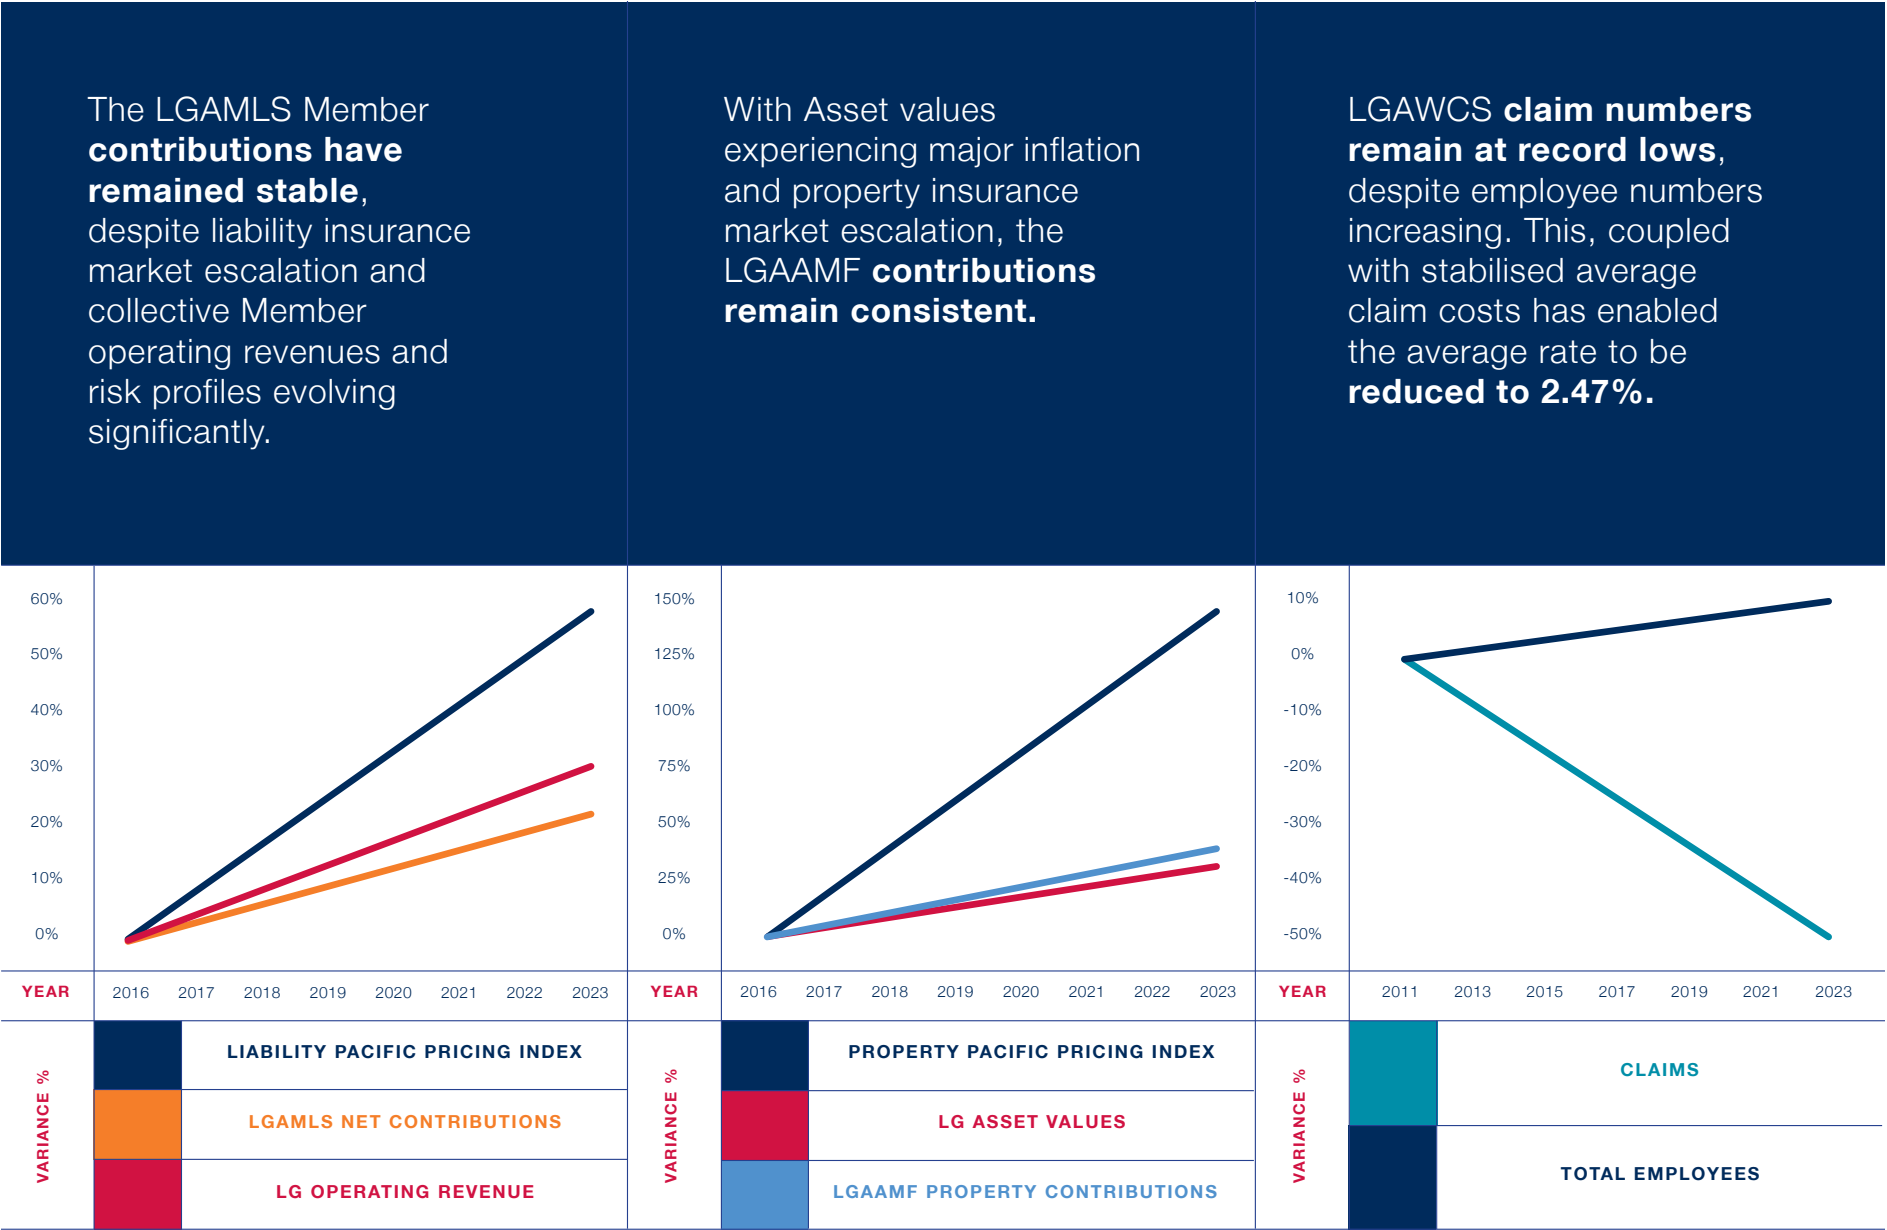 The LGAMLS Member
contributions have
remained stable,
despite liability insurance
market escalation and
collective Member
operating revenues and
risk profiles evolving
significantly.
With Asset values
experiencing major inflation
and property insurance
market escalation, the
LGAAMF contributions
remain consistent.
LGAWCS claim numbers
remain at record lows,
despite employee numbers
increasing. This, coupled
with stabilised average
claim costs has enabled
the average rate to be
reduced to 2.47%.
60%
50%
40%
30%
20%
10%
0%
YEAR 2016 2017 2018 2019 2020 2021 2022 2023
VARIANCE %
LIABILITY PACIFIC PRICING INDEX
LGAMLS NET CONTRIBUTIONS
LG OPERATING REVENUE
150%
125%
100%
75%
50%
25%
0%
YEAR 2016 2017 2018 2019 2020 2021 2022 2023
VARIANCE %
PROPERTY PACIFIC PRICING INDEX
LG ASSET VALUES
LGAAMF PROPERTY CONTRIBUTIONS
10%
0%
-10%
-20%
-30%
-40%
-50%
YEAR 2011 2013 2015 2017 2019 2021 2023
VARIANCE %
CLAIMS
TOTAL EMPLOYEES